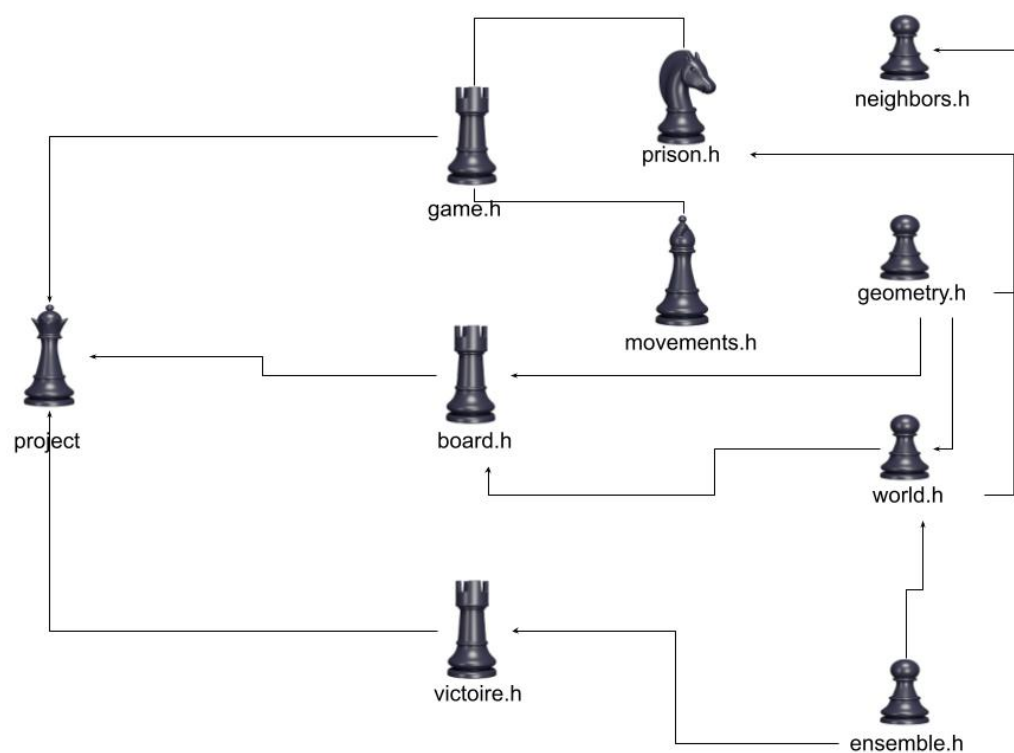 neighbors.h
prison.h
game.h
geometry.h
movements.h
project
board.h
world.h
victoire.h
ensemble.h